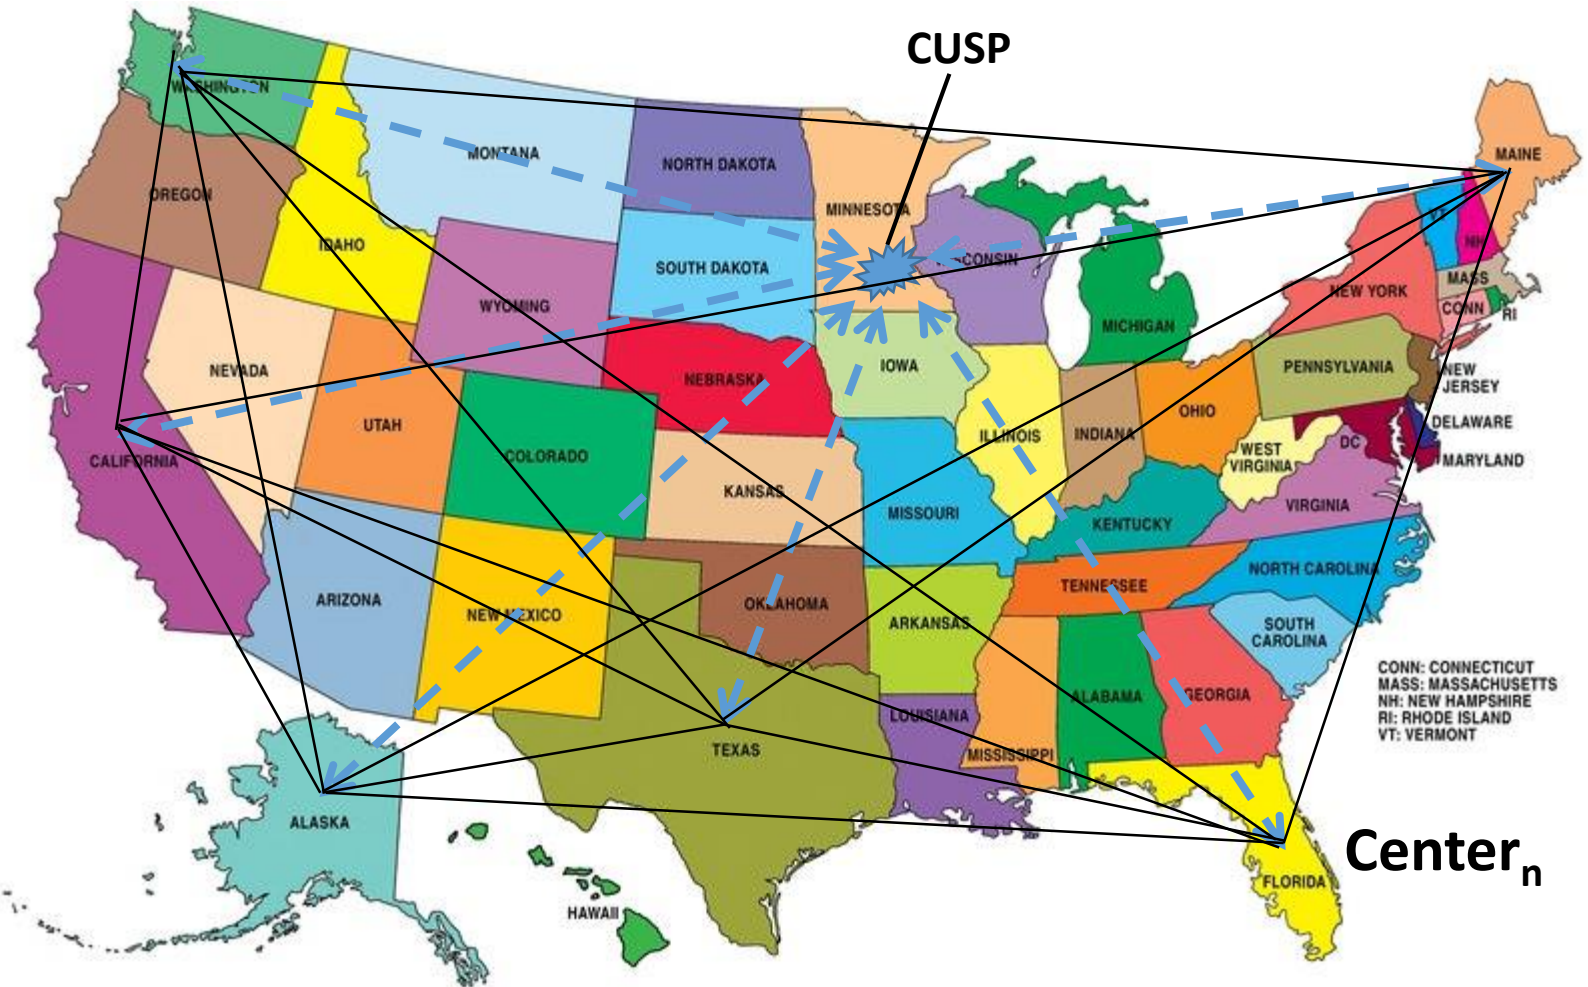 CUSP
WASHINGTON
MONTANA
NORTH DAKOTA
MINNESOTA
MAINE
OREGON
IDAHO
VT
NH
SOUTH DAKOTA
WISCONSIN
WYOMING
MASS
NEW YORK
CONN
RI
MICHIGAN
NEVADA
NEBRASKA
IOWA
PENNSYLVANIA
NEW
JERSEY
UTAH
OHIO
DELAWARE
ILLINOIS
INDIANA
DC
CALIFORNIA
COLORADO
WEST
VIRGINIA
MARYLAND
KANSAS
MISSOURI
VIRGINIA
KENTUCKY
NORTH CAROLINA
ARIZONA
NEW MEXICO
OKLAHOMA
TENNESSEE
ARKANSAS
SOUTH
CAROLINA
CONN: CONNECTICUT
MASS: MASSACHUSETTS
NH: NEW HAMPSHIRE
RI: RHODE ISLAND
VT: VERMONT
ALABAMA
GEORGIA
LOUISIANA
TEXAS
MISSISSIPPI
ALASKA
Centerₙ
FLORIDA
HAWAII